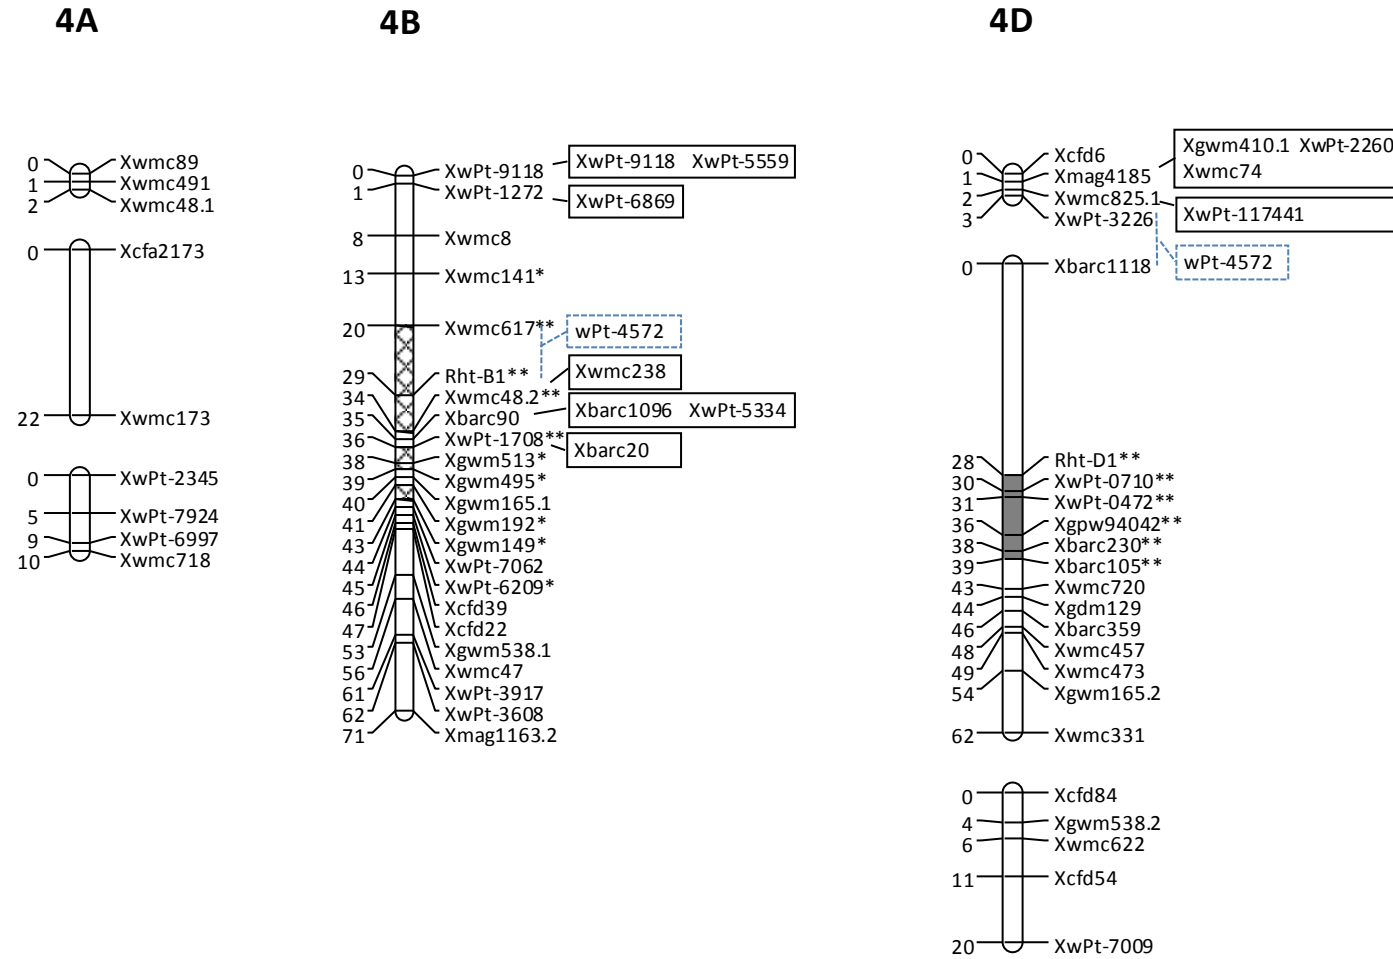 4A
0 Xwmc89
1 Xwmc491
2 Xwmc48.1
0 Xcfa2173
22 Xwmc173
0 XwPt-2345
5 XwPt-7924
9 XwPt-6997
10 Xwmc718
4B
0 XwPt-9118
XwPt-9118 XwPt-5559
1 XwPt-1272
XwPt-6869
8 Xwmc8
13 Xwmc141*
20 Xwmc617**
wPt-4572
29 Rht-B1**
Xwmc238
34 Xwmc48.2**
35 Xbarc90
Xbarc1096 XwPt-5334
36 XwPt-1708**
Xbarc20
38 Xgwm513*
39 Xgwm495*
40 Xgwm165.1
41 Xgwm192*
43 Xgwm149*
44 XwPt-7062
45 XwPt-6209*
46 Xcfd39
47 Xcfd22
53 Xgwm538.1
56 Xwmc47
61 XwPt-3917
62 XwPt-3608
71 Xmag1163.2
4D
0 Xcfd6
Xgwm410.1 XwPt-2260
Xwmc74
1 Xmag4185
2 Xwmc825.1
XwPt-117441
3 XwPt-3226
wPt-4572
0 Xbarc1118
28 Rht-D1**
30 XwPt-0710**
31 XwPt-0472**
36 Xgpw94042**
38 Xbarc230**
39 Xbarc105**
43 Xwmc720
44 Xgdm129
46 Xbarc359
48 Xwmc457
49 Xwmc473
54 Xgwm165.2
62 Xwmc331
0 Xcfd84
4 Xgwm538.2
6 Xwmc622
11 Xcfd54
20 XwPt-7009